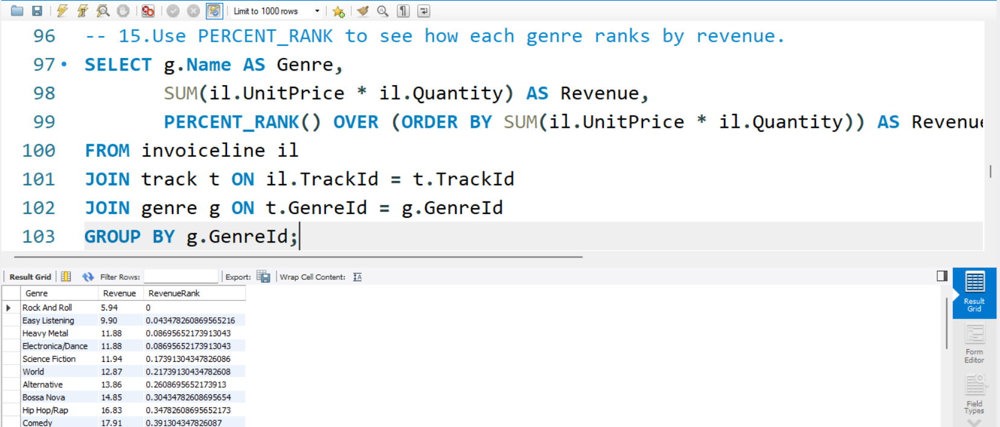 Limit to 1000 rows
96 -- 15.Use PERCENT_RANK to see how each genre ranks by revenue.
97 SELECT g.Name AS Genre,
98 SUM(il.UnitPrice * il.Quantity) AS Revenue,
99 PERCENT_RANK() OVER (ORDER BY SUM(il.UnitPrice * il.Quantity)) AS Revenue
100 FROM invoiceline il
101 JOIN track t ON il.TrackId = t.TrackId
102 JOIN genre g ON t.GenreId = g.GenreId
103 GROUP BY g.GenreId;
Result Grid Filter Rows: Export: Wrap Cell Content:
Genre Revenue RevenueRank
Rock And Roll 5.94 0
Easy Listening 9.90 0.043478260869565216
Heavy Metal 11.88 0.08695652173913043
Electronica/Dance 11.88 0.08695652173913043
Science Fiction 11.94 0.17391304347826086
World 12.87 0.21739130434782608
Alternative 13.86 0.2608695652173913
Bossa Nova 14.85 0.30434782608695654
Hip Hop/Rap 16.83 0.34782608695652173
Comedy 17.91 0.391304347826087
Result
Grid
Form
Editor
Field
Types